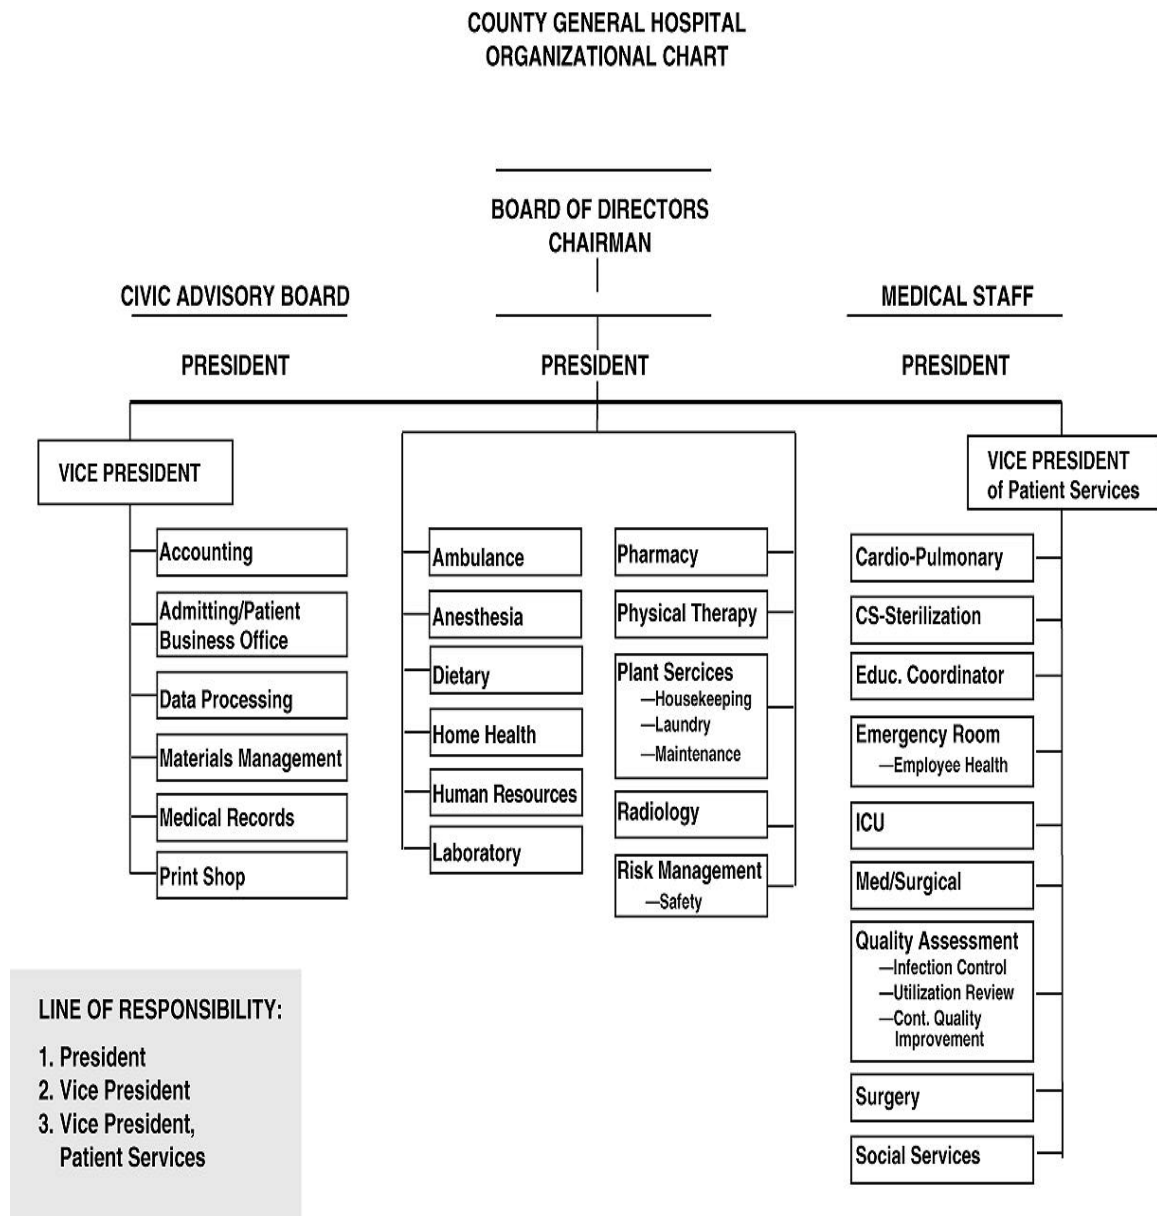 COUNTY GENERAL HOSPITAL
ORGANIZATIONAL CHART
BOARD OF DIRECTORS
CHAIRMAN
CIVIC ADVISORY BOARD
MEDICAL STAFF
PRESIDENT
PRESIDENT
PRESIDENT
VICE PRESIDENT
VICE PRESIDENT
of Patient Services
Accounting
Admitting/Patient
Business Office
Data Processing
Materials Management
Medical Records
Print Shop
Ambulance
Anesthesia
Dietary
Home Health
Human Resources
Laboratory
Pharmacy
Physical Therapy
Plant Sercices
—Housekeeping
—Laundry
—Maintenance
Radiology
Risk Management
—Safety
Cardio-Pulmonary
CS-Sterilization
Educ. Coordinator
Emergency Room
—Employee Health
ICU
Med/Surgical
Quality Assessment
—Infection Control
—Utilization Review
—Cont. Quality
Improvement
Surgery
Social Services
LINE OF RESPONSIBILITY:
1. President
2. Vice President
3. Vice President,
Patient Services